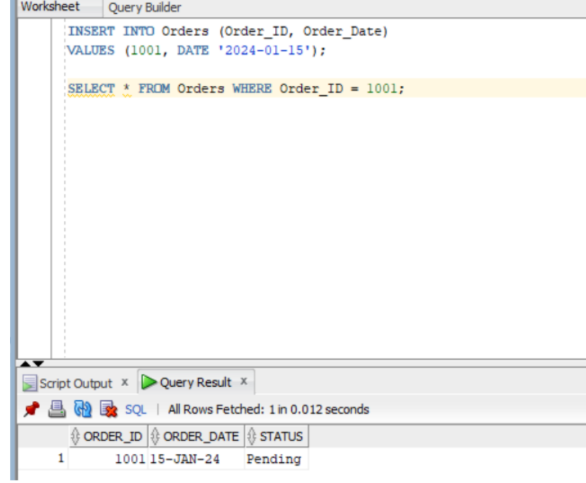 Worksheet Query Builder
INSERT INTO Orders (Order_ID, Order_Date)
VALUES (1001, DATE '2024-01-15');
SELECT * FROM Orders WHERE Order_ID = 1001;
Script Output x Query Result x
SQL | All Rows Fetched: 1 in 0.012 seconds
ORDER_ID ORDER_DATE STATUS
1 1001 15-JAN-24 Pending